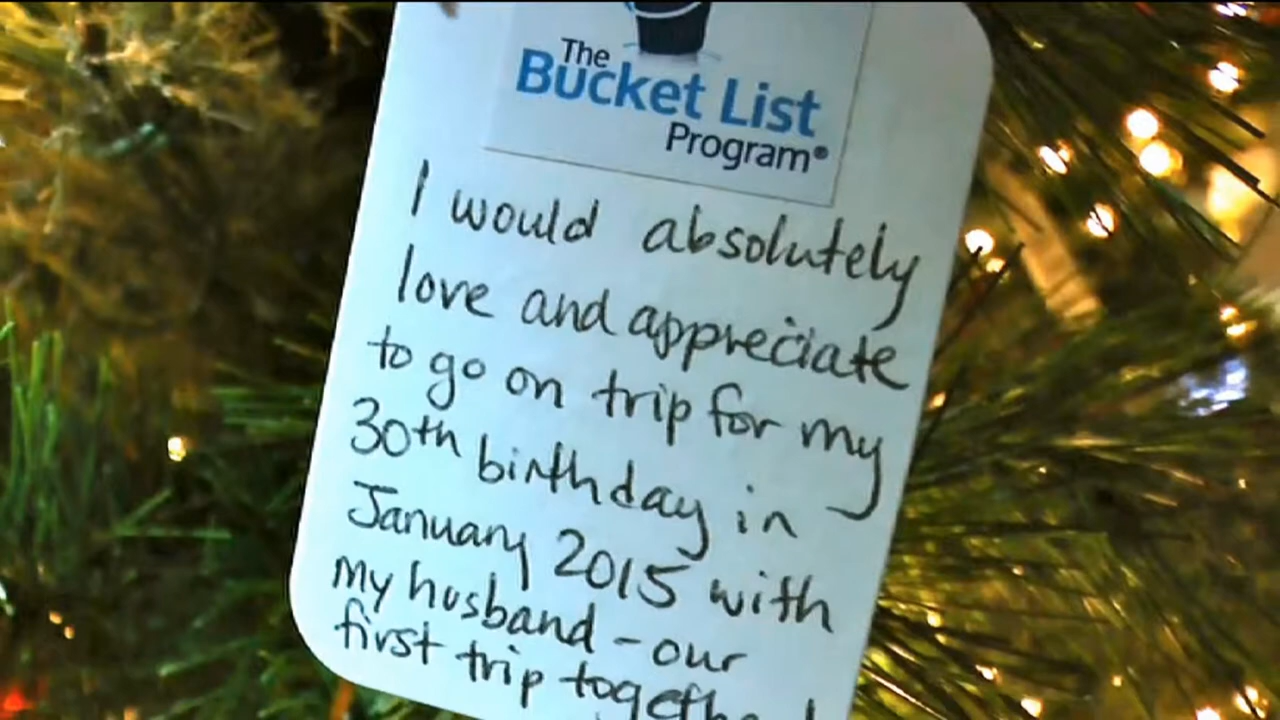 The
Bucket List
Program®
I would absolutely
love and appreciate
to go on trip for my
30th birthday in
January 2015 with
my husband - our
first trip together!